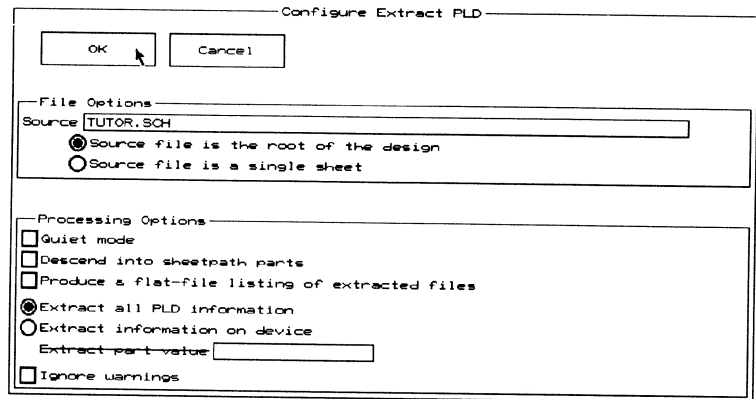 Configure Extract PLD
OK Cancel
File Options
Source TUTOR.SCH
Source file is the root of the design
Source file is a single sheet
Processing Options
Quiet mode
Descend into sheetpath parts
Produce a flat-file listing of extracted files
Extract all PLD information
Extract information on device
Extract part value
Ignore warnings